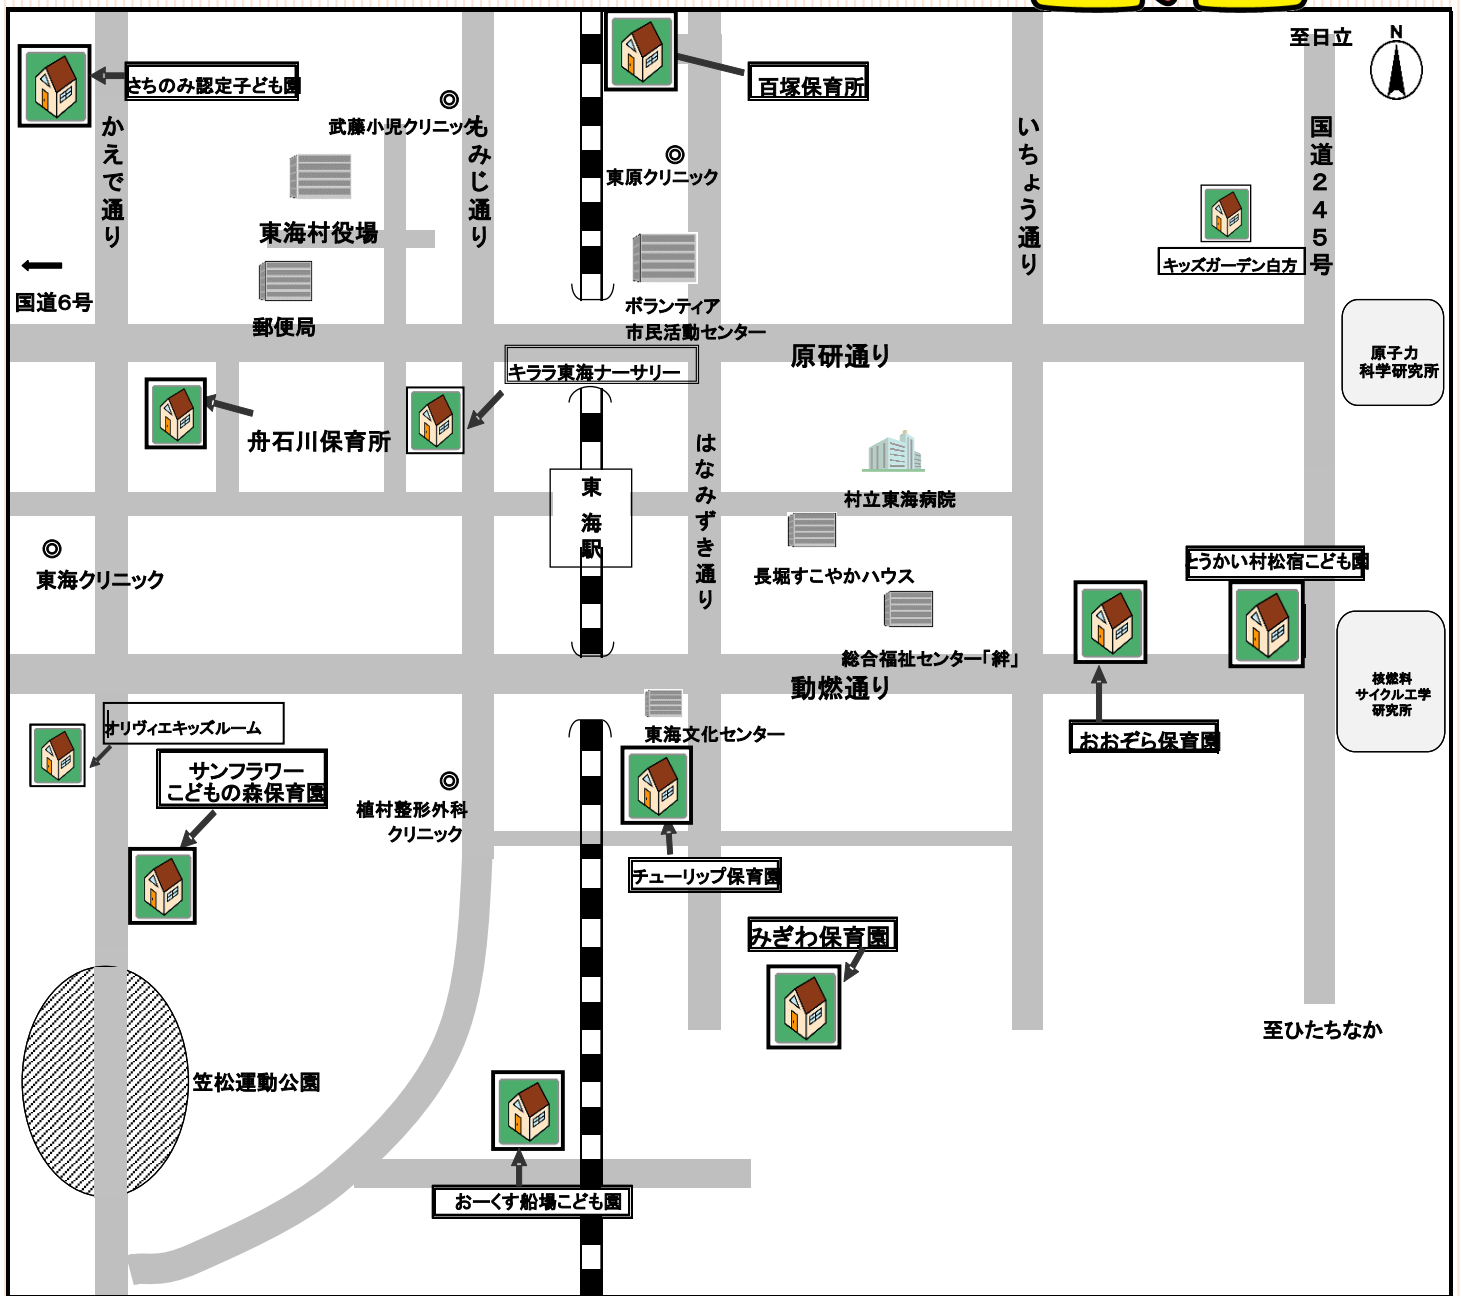 至日立
N
さちのみ認定子ども園
百塚保育所
武藤小児クリニック
かえで通り
もみじ通り
いちょう通り
国道245号
東原クリニック
東海村役場
キッズガーデン白方
国道6号
ボランティア
市民活動センター
郵便局
原研通り
原子力
科学研究所
キララ東海ナーサリー
舟石川保育所
はなみずき通り
村立東海病院
東海駅
東海クリニック
長堀すこやかハウス
とうかい村松宿こども園
総合福祉センター「絆」
動燃通り
核燃料
サイクル工学
研究所
オリヴィエキッズルーム
東海文化センター
おおぞら保育園
サンフラワー
こどもの森保育園
植村整形外科
クリニック
チューリップ保育園
みぎわ保育園
至ひたちなか
笠松運動公園
おーくす船場こども園